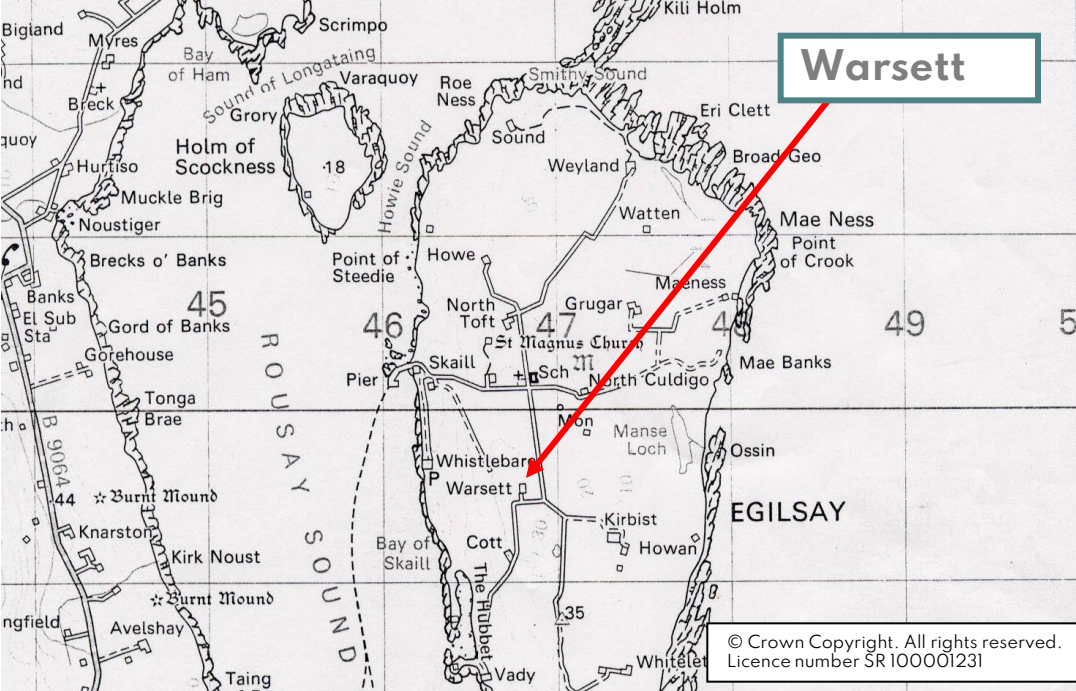 Bigland
Myres
Breck
Hurtiso
Muckle Brig
Noustiger
Brecks o' Banks
Banks
El Sub
Sta
Gord of Banks
Gorehouse
Tonga
Brae
B 9064
44
Burnt Mound
Knarston
Kirk Noust
Burnt Mound
Avelshay
Taing
Scrimpo
Bay
of Ham
Sound of Longataing
Varaquoy
Grory
Holm of
Scockness
·18
Howie Sound
Point of
Steedie
Pier
45
46
47
49
ROUSAY SOUND
Kili Holm
Smithy Sound
Roe
Ness
Sound
Eri Clett
Weyland
Broad Geo
Watten
Mae Ness
Point
of Crook
Howe
Maeness
North
Toft
Grugar
St Magnus Church
Skaill
Sch
North Culdigo
Mae Banks
Mon
Manse
Loch
Ossin
Whistlebare
P
Warsett
EGILSAY
Kirbist
Howan
Cott
Bay of
Skaill
The Hubbet
35
Vady
Warsett
© Crown Copyright. All rights reserved.
Licence number SR 100001231